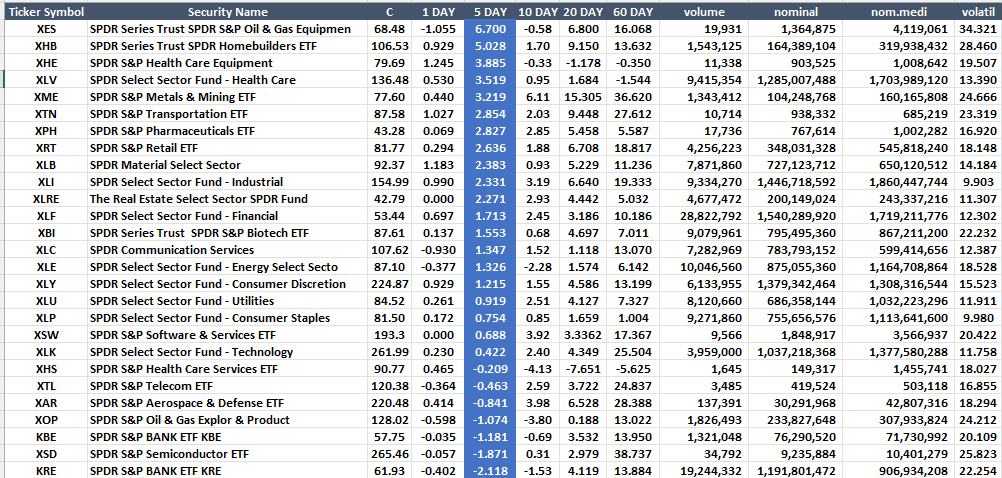 Ticker Symbol Security Name C 1 DAY 5 DAY 10 DAY 20 DAY 60 DAY volume nominal nom.medi volatil
XES SPDR Series Trust SPDR S&P Oil & Gas Equipmen 68.48 -1.055 6.700 -0.58 6.800 16.068 19,931 1,364,875 4,119,061 34.321
XHB SPDR Series Trust SPDR Homebuilders ETF 106.53 0.929 5.028 1.70 9.150 13.632 1,543,125 164,389,104 319,938,432 28.460
XHE SPDR S&P Health Care Equipment 79.69 1.245 3.885 -0.33 -1.178 -0.350 11,338 903,525 1,008,642 19.507
XLV SPDR Select Sector Fund - Health Care 136.48 0.530 3.519 0.95 1.684 -1.544 9,415,354 1,285,007,488 1,703,989,120 13.390
XME SPDR S&P Metals & Mining ETF 77.60 0.440 3.219 6.11 15.305 36.620 1,343,412 104,248,768 160,165,808 24.666
XTN SPDR S&P Transportation ETF 87.58 1.027 2.854 2.03 9.448 27.612 10,714 938,332 685,219 23.319
XPH SPDR S&P Pharmaceuticals ETF 43.28 0.069 2.827 2.85 5.458 5.587 17,736 767,614 1,002,282 16.920
XRT SPDR S&P Retail ETF 81.77 0.294 2.636 1.88 6.708 18.817 4,256,223 348,031,328 545,818,240 18.148
XLB SPDR Material Select Sector 92.37 1.183 2.383 0.93 5.229 11.236 7,871,860 727,123,712 650,120,512 14.184
XLI SPDR Select Sector Fund - Industrial 154.99 0.990 2.331 3.19 6.640 19.333 9,334,270 1,446,718,592 1,860,447,744 9.903
XLRE The Real Estate Select Sector SPDR Fund 42.79 0.000 2.271 2.93 4.442 5.032 4,677,472 200,149,024 243,337,216 11.307
XLF SPDR Select Sector Fund - Financial 53.44 0.697 1.713 2.45 3.186 10.186 28,822,792 1,540,289,920 1,719,211,776 12.302
XBI SPDR Series Trust SPDR S&P Biotech ETF 87.61 0.137 1.553 0.68 4.697 7.011 9,079,961 795,495,360 867,211,200 22.232
XLC SPDR Communication Services 107.62 -0.930 1.347 1.52 1.118 13.070 7,282,969 783,793,152 599,414,656 12.387
XLE SPDR Select Sector Fund - Energy Select Secto 87.10 -0.377 1.326 -2.28 1.574 6.142 10,046,560 875,055,360 1,164,708,864 18.528
XLY SPDR Select Sector Fund - Consumer Discretion 224.87 0.929 1.215 1.55 4.586 13.199 6,133,955 1,379,342,464 1,308,316,544 15.523
XLU SPDR Select Sector Fund - Utilities 84.52 0.261 0.919 2.51 4.127 7.327 8,120,660 686,358,144 1,032,223,296 11.911
XLP SPDR Select Sector Fund - Consumer Staples 81.50 0.172 0.754 0.85 1.659 1.004 9,271,860 755,656,576 1,113,641,600 9.980
XSW SPDR S&P Software & Services ETF 193.3 0.000 0.688 3.92 3.3362 17.367 9,566 1,848,917 3,566,937 20.422
XLK SPDR Select Sector Fund - Technology 261.99 0.230 0.422 2.40 4.349 25.504 3,959,000 1,037,218,368 1,377,580,288 11.758
XHS SPDR S&P Health Care Services ETF 90.77 0.465 -0.209 -4.13 -7.651 -5.625 1,645 149,317 1,455,741 18.027
XTL SPDR S&P Telecom ETF 120.38 -0.364 -0.463 2.59 3.722 24.837 3,485 419,524 503,118 16.855
XAR SPDR S&P Aerospace & Defense ETF 220.48 0.414 -0.841 3.98 6.528 28.388 137,391 30,291,968 42,807,316 18.294
XOP SPDR S&P Oil & Gas Explor & Product 128.02 -0.598 -1.074 -3.80 0.188 13.022 1,826,493 233,827,648 307,933,824 24.212
KBE SPDR S&P BANK ETF KBE 57.75 -0.035 -1.181 -0.69 3.532 13.950 1,321,048 76,290,520 71,730,992 20.109
XSD SPDR S&P Semiconductor ETF 265.46 -0.057 -1.871 0.31 2.979 38.737 34,792 9,235,884 10,401,279 25.823
KRE SPDR S&P BANK ETF KRE 61.93 -0.402 -2.118 -1.53 4.119 13.884 19,244,332 1,191,801,472 906,934,208 22.254